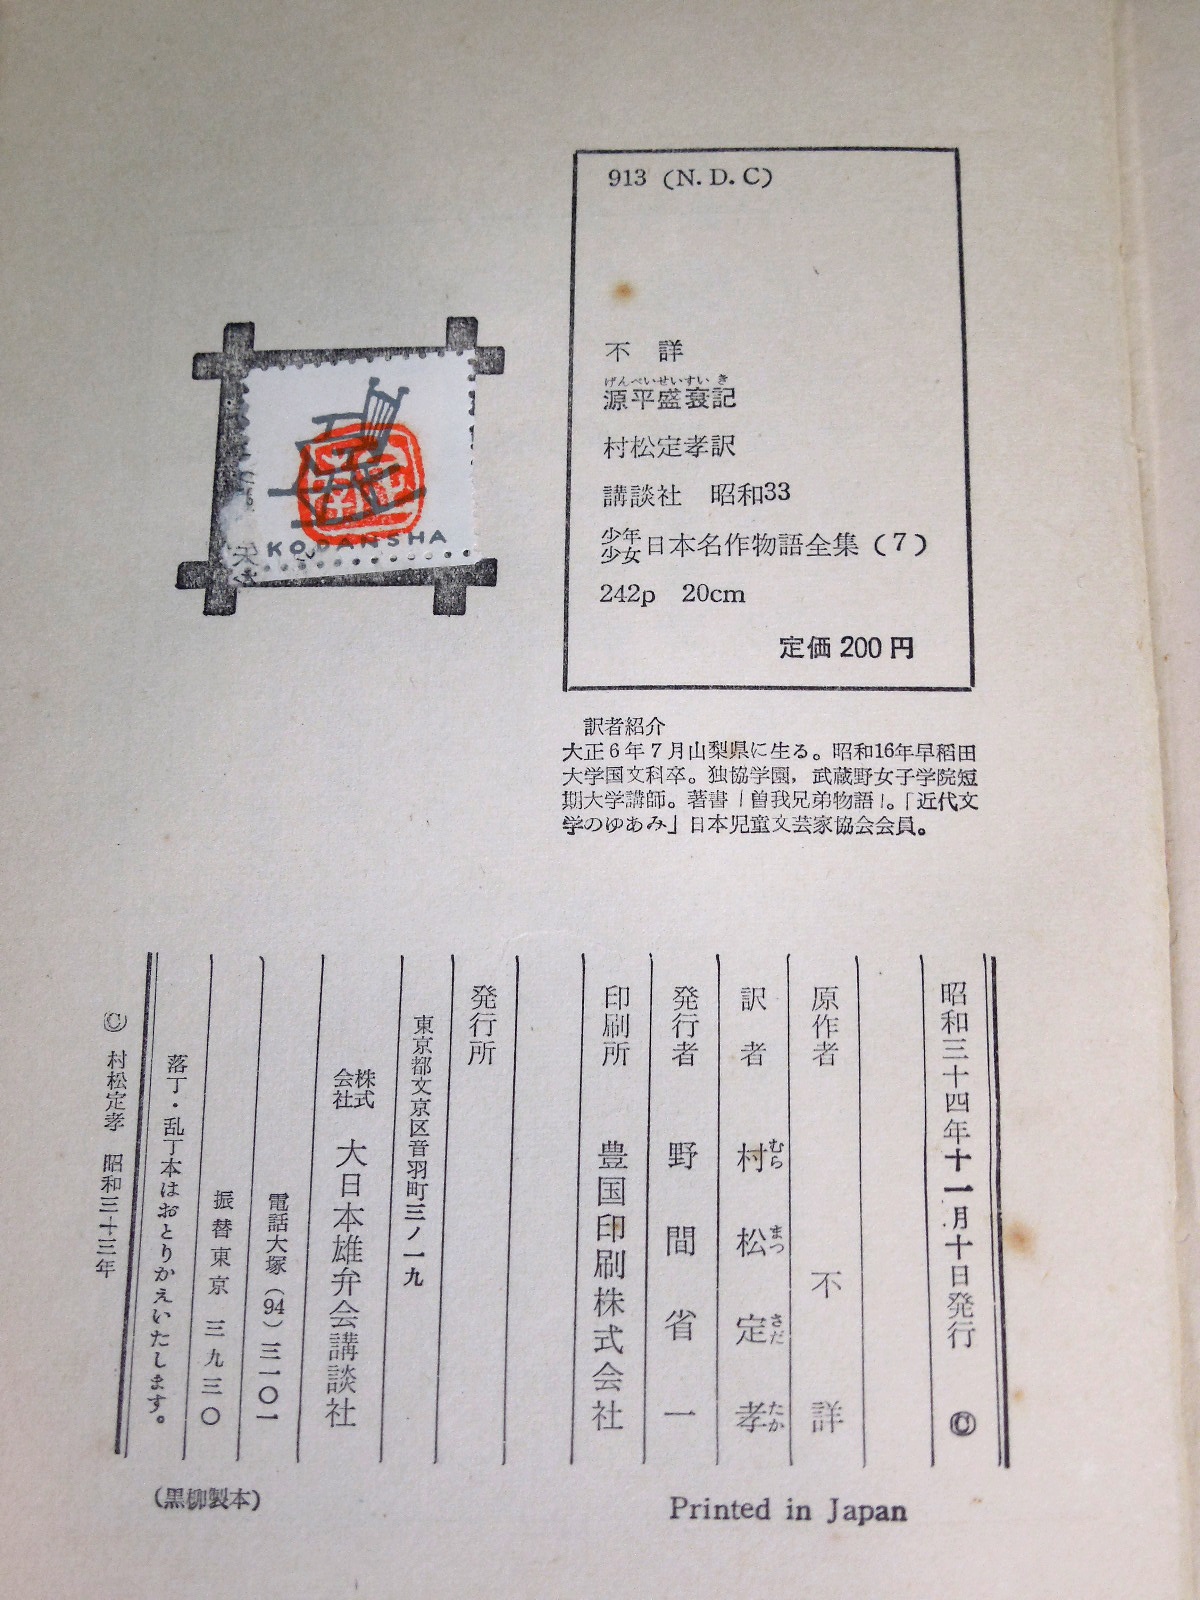 913 (N.D.C)
不詳
げんぺいせいすいき
源平盛衰記
村松定孝訳
講談社 昭和33
少年少女日本名作物語全集(7)
242p 20cm
定価200円
KODANSHA
訳者紹介
大正6年7月山梨県に生る。昭和16年早稲田
大学国文科卒。独協学園,武蔵野女子学院短
期大学講師。著書「曽我兄弟物語」。「近代文
学のゆあみ」日本児童文芸家協会会員。
昭和三十四年十一月十日発行 ©
原作者 不詳
訳者 村松定孝
むらまつさだたか
発行者 野間省一
印刷所 豊国印刷株式会社
発行所
東京都文京区音羽町三ノ一九
株式会社 大日本雄弁会講談社
電話大塚(94)三一〇一
振替東京 三九三〇
落丁・乱丁本はおとりかえいたします。
© 村松定孝 昭和三十三年
(黒柳製本)
Printed in Japan